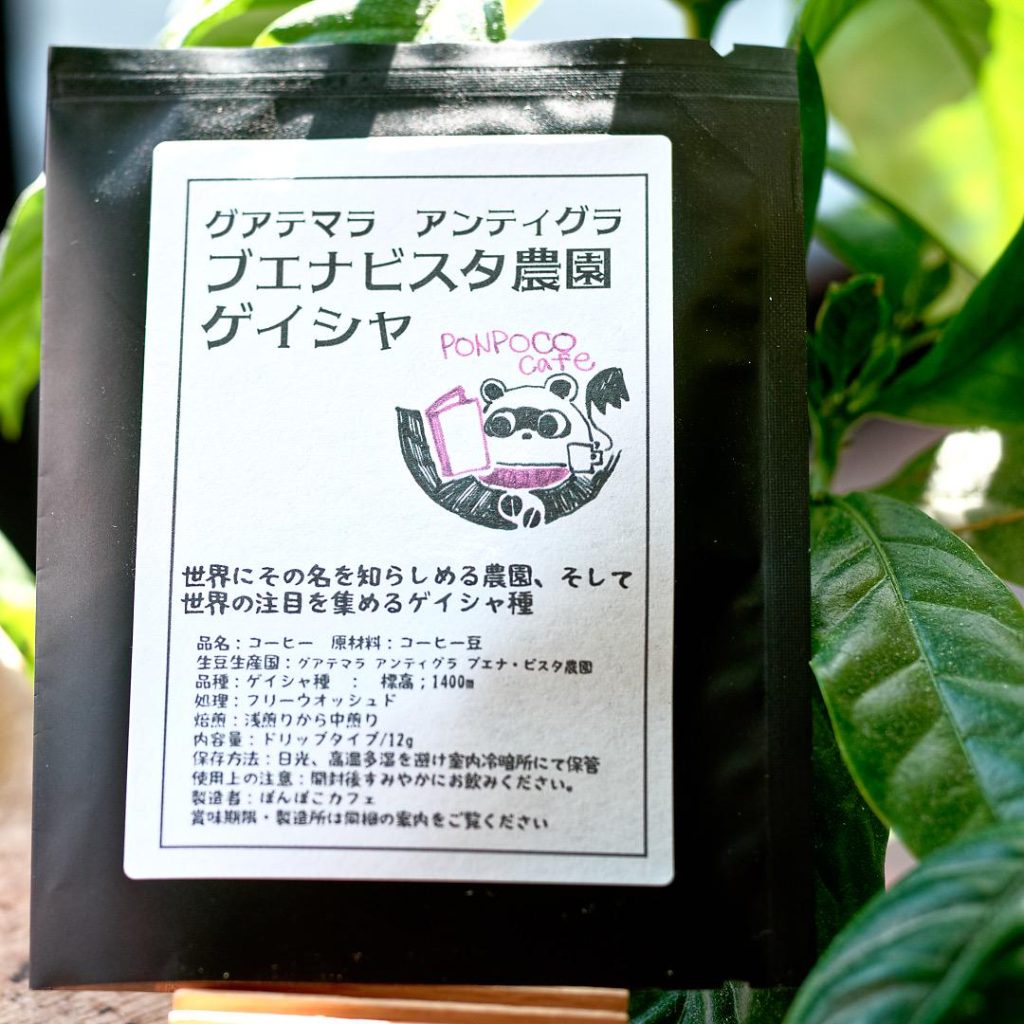 グアテマラ　アンティグラ
ブエナビスタ農園
ゲイシャ
PONPOCO
cafe
世界にその名を知らしめる農園、そして
世界の注目を集めるゲイシャ種
品名：コーヒー　原材料：コーヒー豆
生豆生産国：グアテマラ アンティグラ ブエナ・ビスタ農園
品種：ゲイシャ種　：　標高；1400m
処理：フリーウオッシュド
焙煎：浅煎りから中煎り
内容量：ドリップタイプ/12g
保存方法：日光、高温多湿を避け室内冷暗所にて保管
使用上の注意：開封後すみやかにお飲みください。
製造者：ぽんぽこカフェ
賞味期限・製造所は同梱の案内をご覧ください